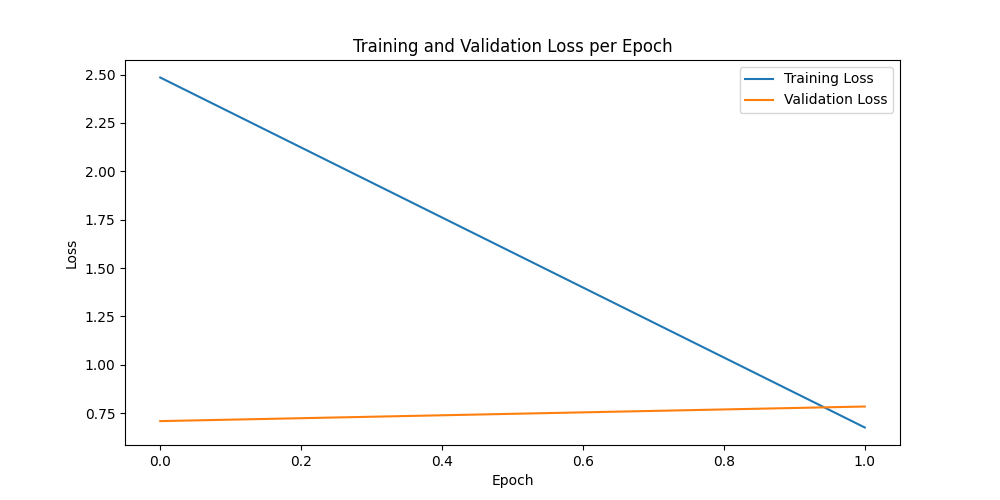 Training and Validation Loss per Epoch
Training Loss
Validation Loss
2.50
2.25
2.00
1.75
1.50
1.25
1.00
0.75
Loss
0.0 0.2 0.4 0.6 0.8 1.0
Epoch